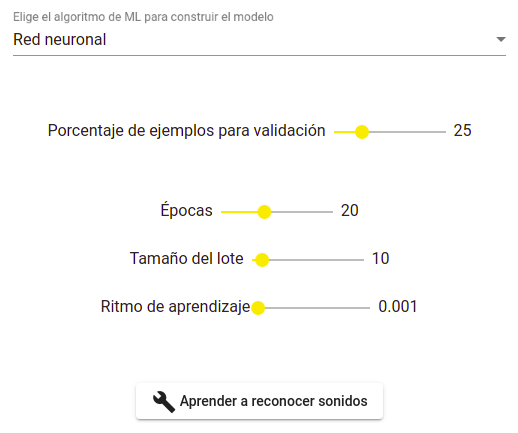 Elige el algoritmo de ML para construir el modelo
Red neuronal
Porcentaje de ejemplos para validación 25
Épocas 20
Tamaño del lote 10
Ritmo de aprendizaje 0.001
Aprender a reconocer sonidos